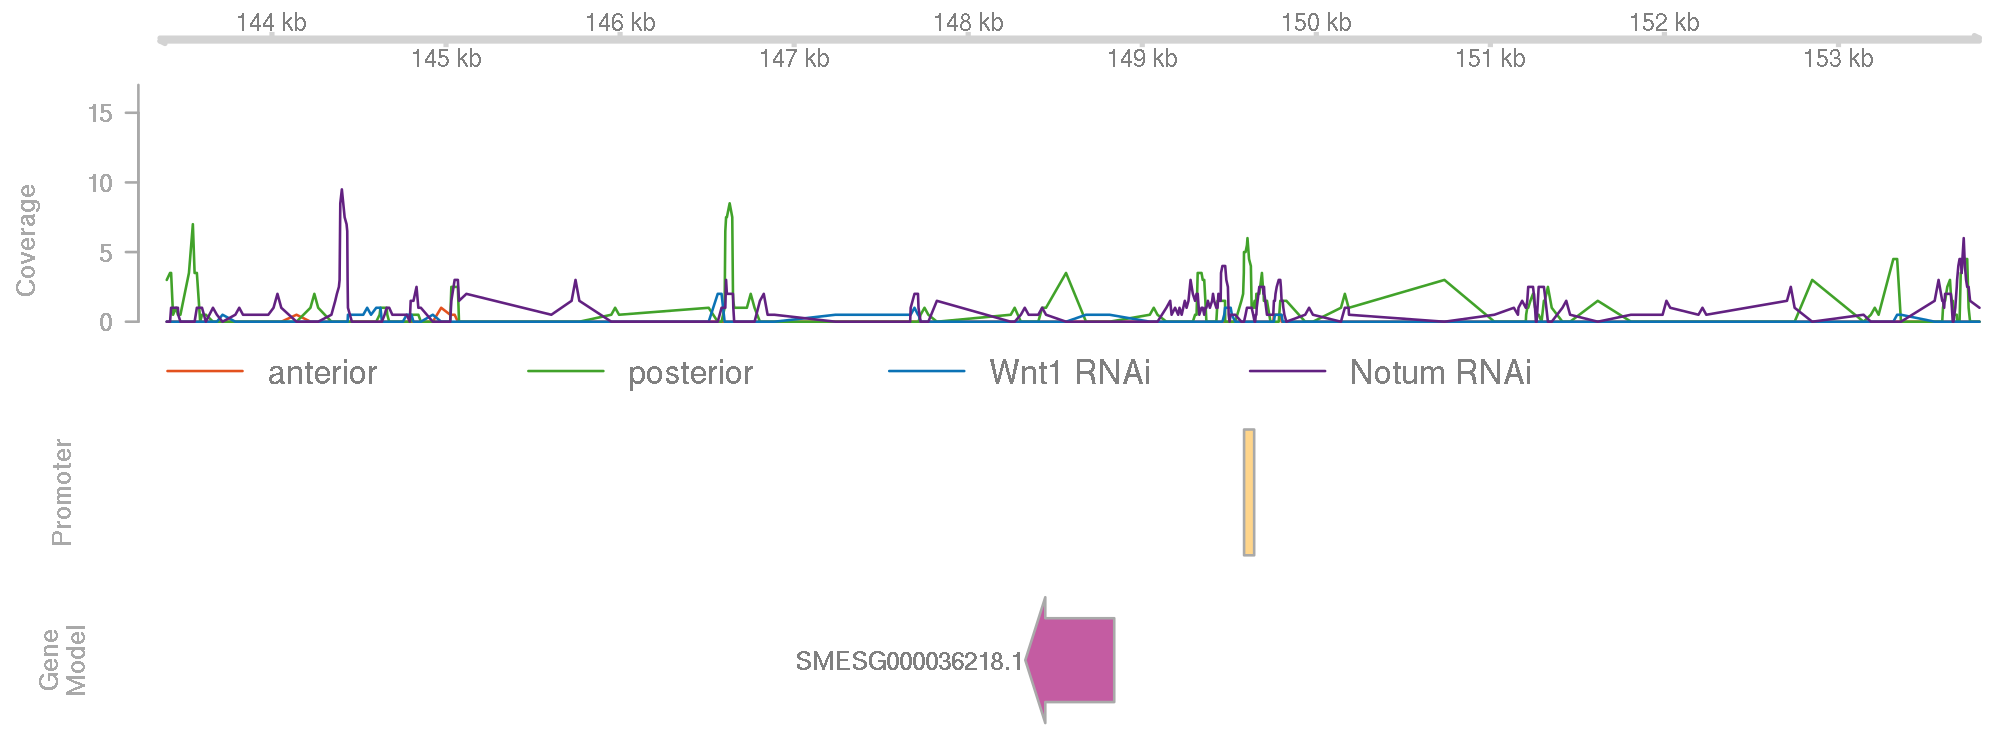 144 kb 146 kb 148 kb 150 kb 152 kb
145 kb 147 kb 149 kb 151 kb 153 kb
Coverage
15
10
5
0
anterior posterior Wnt1 RNAi Notum RNAi
Promoter
Gene
Model
SMESG000036218.1